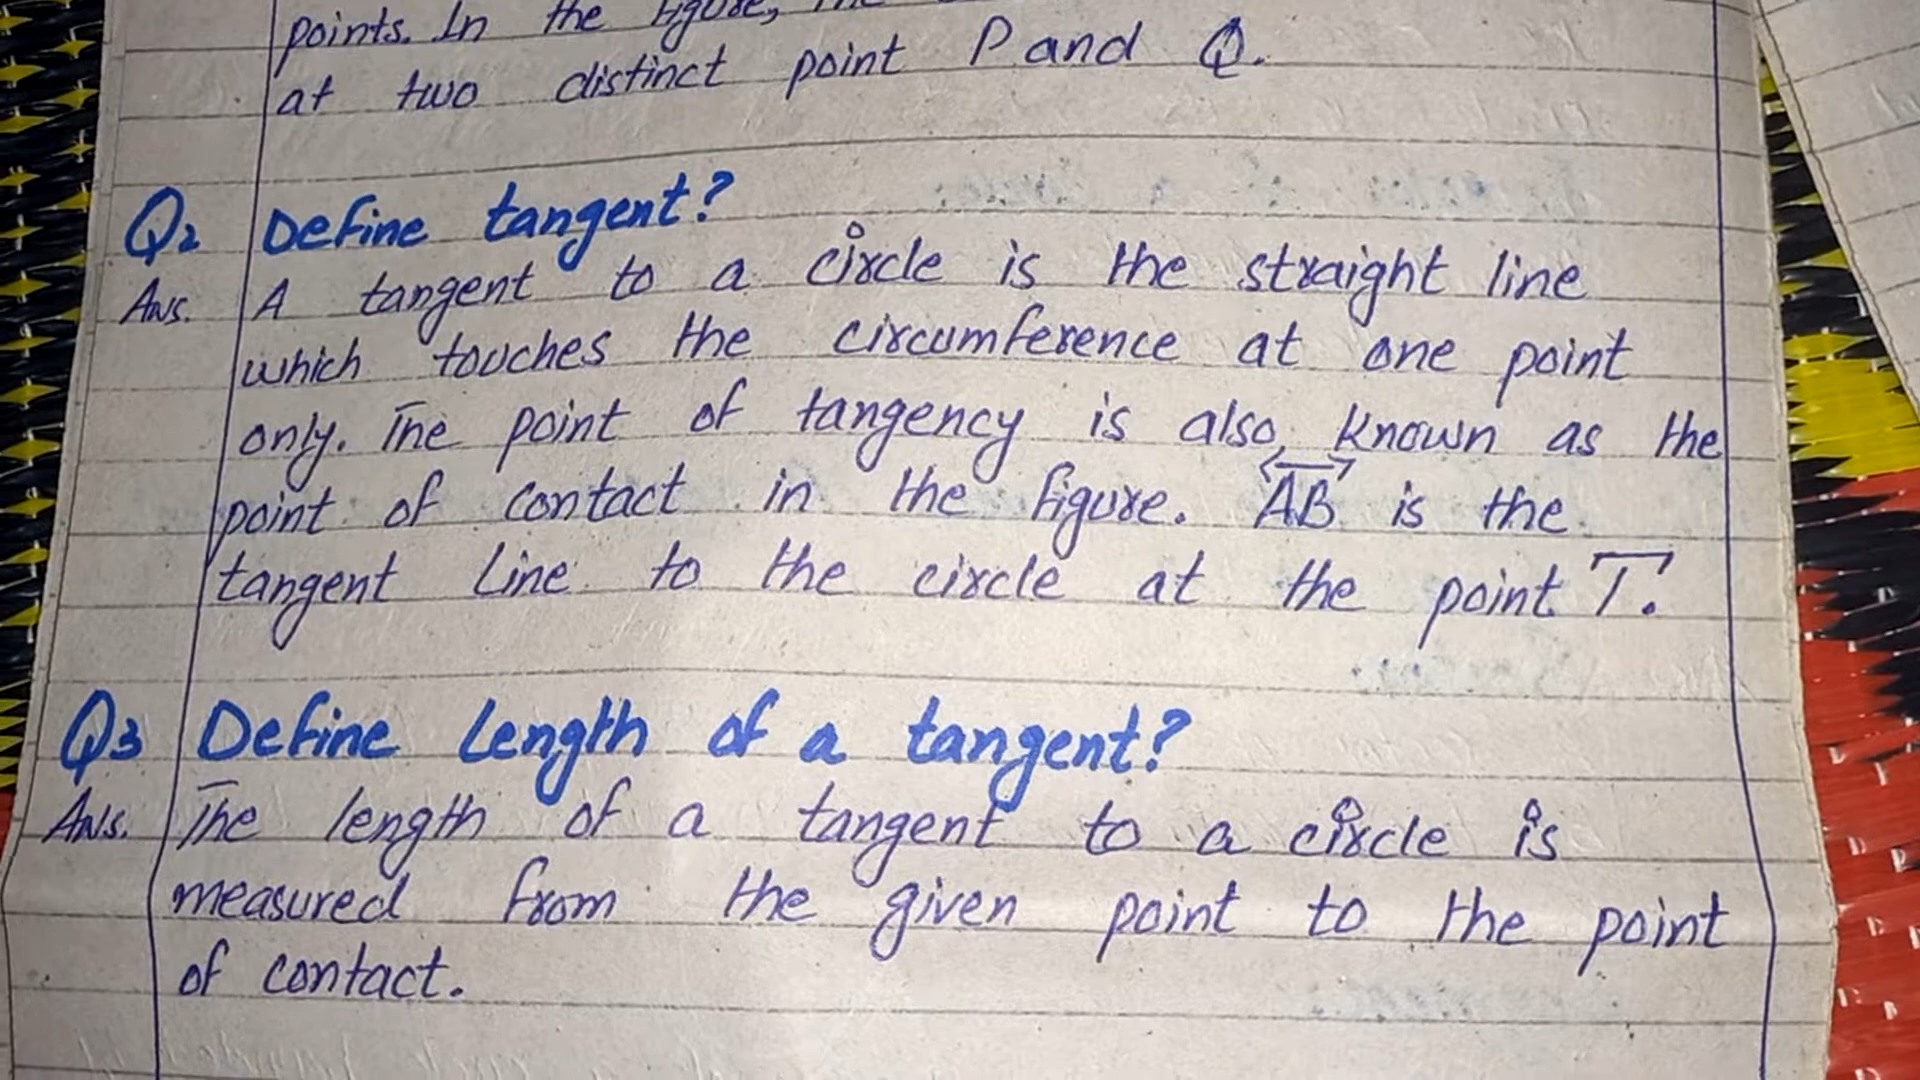 points. In the figure, the
at two distinct point P and Q.
Q2 Define tangent?
Ans. A tangent to a circle is the straight line
which touches the circumference at one point
only. The point of tangency is also known as the
point of contact in the figure. AB is the
tangent Line to the circle at the point T.
Q3 Define Length of a tangent?
Ans. The length of a tangent to a circle is
measured from the given point to the point
of contact.